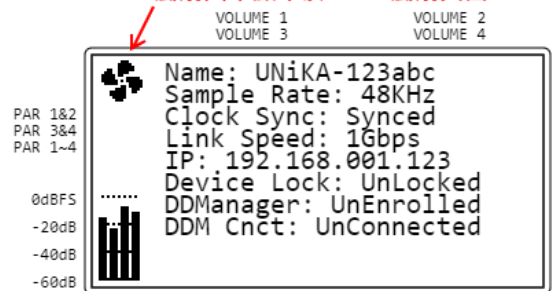 VOLUME 1 VOLUME 2
VOLUME 3 VOLUME 4
Name: UNiKA-123abc
Sample Rate: 48KHz
PAR 1&2 Clock Sync: Synced
PAR 3&4 Link Speed: 1Gbps
PAR 1~4 IP: 192.168.001.123
Device Lock: UnLocked
0dBFS DDManager: UnEnrolled
-20dB DDM Cnct: UnConnected
-40dB
-60dB